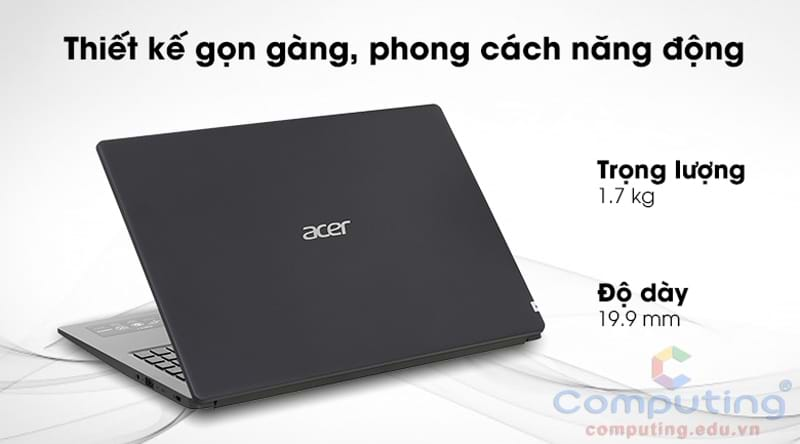 Thiết kế gọn gàng, phong cách năng động
acer
Trọng lượng
1.7 kg
Độ dày
19.9 mm
Computing®
computing.edu.vn